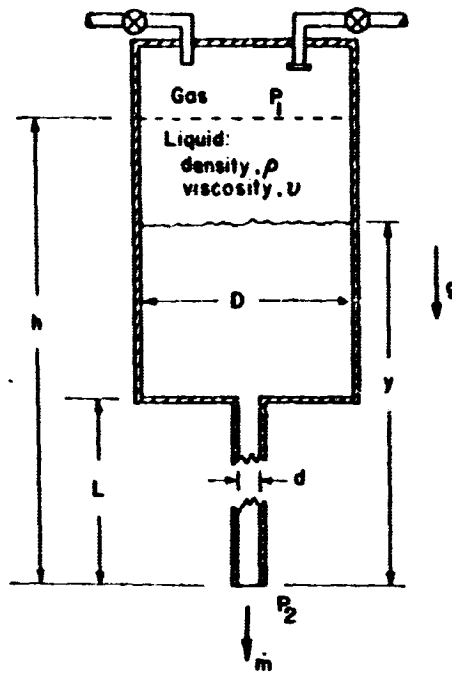 Gas P₁
Liquid:
density, ρ
viscosity, υ
g
D
h
y
L
d
P₂
ṁ